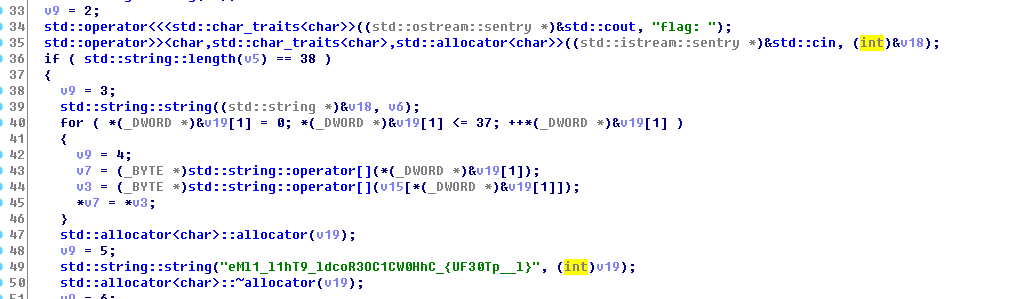 33 v9 = 2;
34 std::operator<<<std::char_traits<char>>((std::ostream::sentry *)&std::cout, "flag: ");
35 std::operator>><char,std::char_traits<char>,std::allocator<char>>((std::istream::sentry *)&std::cin, (int)&v18);
36 if ( std::string::length(v5) == 38 )
37 {
38 v9 = 3;
39 std::string::string((std::string *)&v18, v6);
40 for ( *(_DWORD *)&v19[1] = 0; *(_DWORD *)&v19[1] <= 37; ++*(_DWORD *)&v19[1] )
41 {
42 v9 = 4;
43 v7 = (_BYTE *)std::string::operator[](*(_DWORD *)&v19[1]);
44 v3 = (_BYTE *)std::string::operator[](v15[*(_DWORD *)&v19[1]]);
45 *v7 = *v3;
46 }
47 std::allocator<char>::allocator(v19);
48 v9 = 5;
49 std::string::string("eMl1_l1hT9_ldcoR3OC1CW0HhC_{UF30Tp__l}", (int)v19);
50 std::allocator<char>::~allocator(v19);
51 v9 = 6;